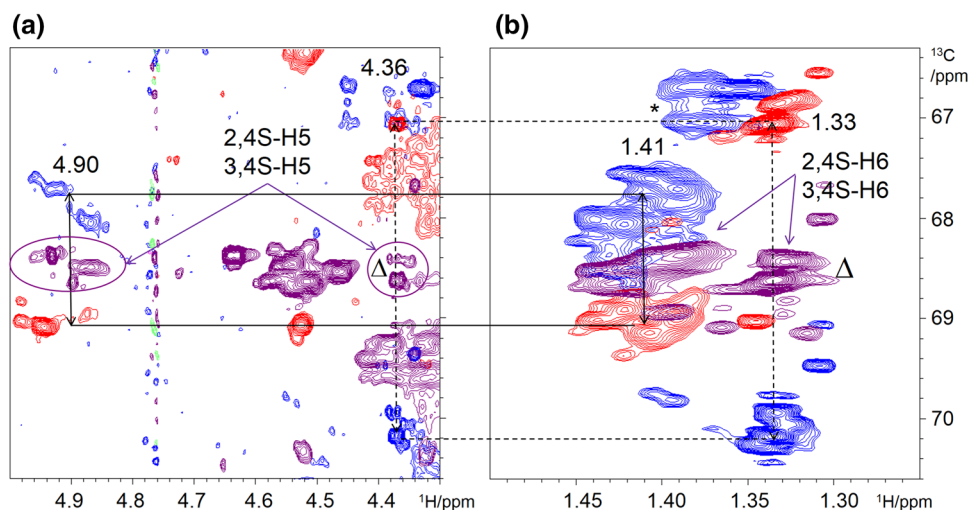 (a)
(b)
4.36
4.90
2,4S-H5
3,4S-H5
Δ
4.9
4.8
4.7
4.6
4.5
4.4
¹H/ppm
*
1.41
1.33
2,4S-H6
3,4S-H6
Δ
¹³C
/ppm
67
68
69
70
1.45
1.40
1.35
1.30
¹H/ppm